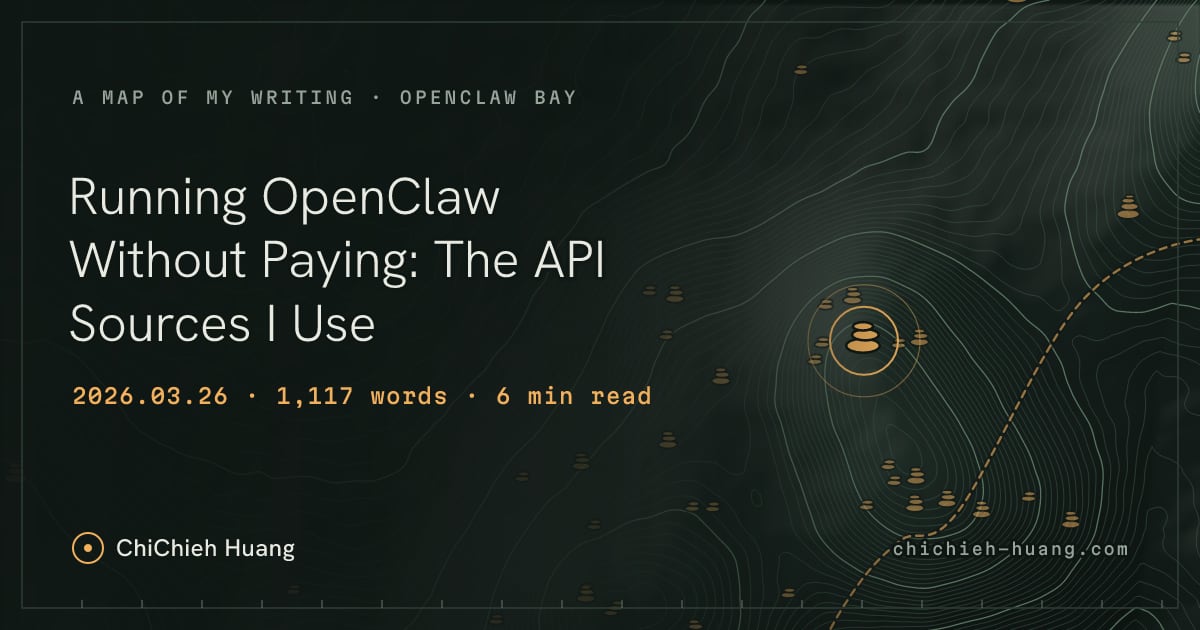 A MAP OF MY WRITING · OPENCLAW BAY
Running OpenClaw
Without Paying: The API
Sources I Use
2026.03.26 · 1,117 words · 6 min read
ChiChieh Huang
chichieh-huang.com